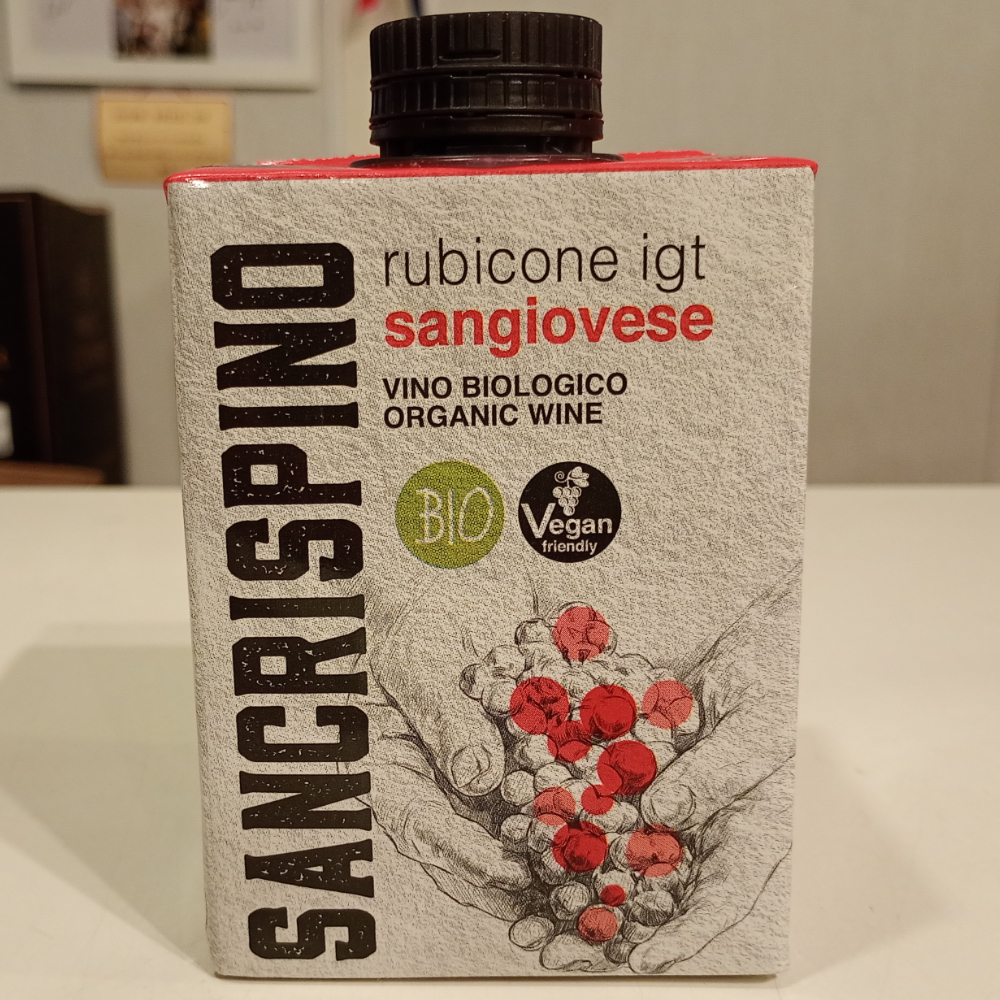 SANCRISPINO
rubicone igt
sangiovese
VINO BIOLOGICO
ORGANIC WINE
BIO
Vegan
friendly